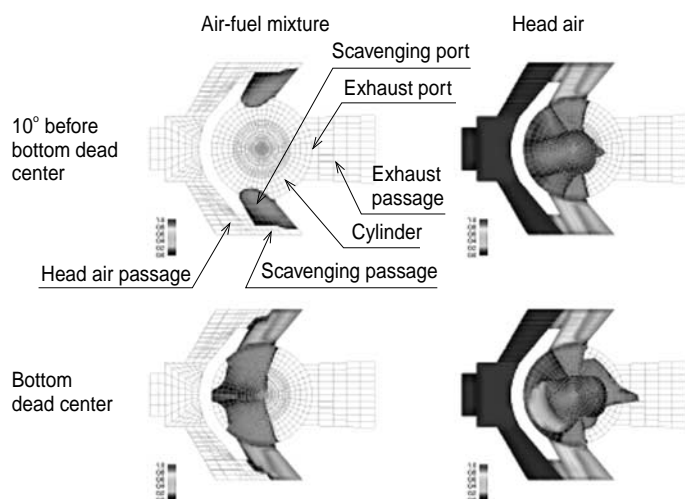 Air-fuel mixture
Head air
Scavenging port
Exhaust port
10° before
bottom dead
center
Exhaust
passage
Cylinder
Head air passage
Scavenging passage
Bottom
dead center